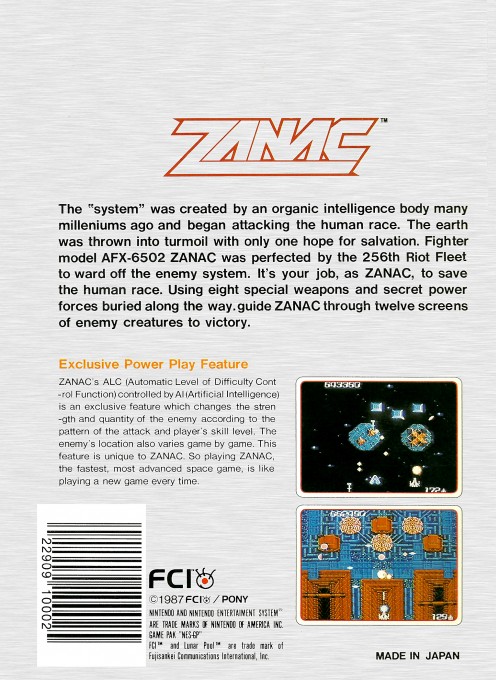 ZANAC™
The "system" was created by an organic intelligence body many
milleniums ago and began attacking the human race. The earth
was thrown into turmoil with only one hope for salvation. Fighter
model AFX-6502 ZANAC was perfected by the 256th Riot Fleet
to ward off the enemy system. It's your job, as ZANAC, to save
the human race. Using eight special weapons and secret power
forces buried along the way.guide ZANAC through twelve screens
of enemy creatures to victory.
Exclusive Power Play Feature
ZANAC's ALC (Automatic Level of Difficulty Cont
-rol Function) controlled by AI(Artificial Intelligence)
is an exclusive feature which changes the stren
-gth and quantity of the enemy according to the
pattern of the attack and player's skill level. The
enemy's location also varies game by game. This
feature is unique to ZANAC. So playing ZANAC,
the fastest, most advanced space game, is like
playing a new game every time.
172
129
22909 10002
FCI
©1987 FCI / PONY
NINTENDO AND NINTENDO ENTERTAINMENT SYSTEM™
ARE TRADE MARKS OF NINTENDO OF AMERICA INC.
GAME PAK "NES-GP"
FCI™ and Lunar Pool™ are trade mark of
Fujisankei Communications International, Inc.
MADE IN JAPAN